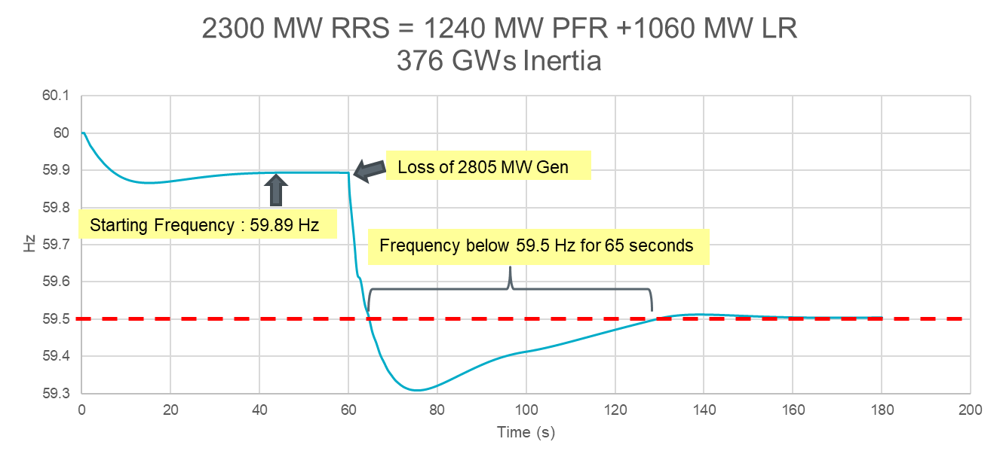 2300 MW RRS = 1240 MW PFR +1060 MW LR
376 GWs Inertia
60.1
60
59.9
59.8
59.7
59.6
59.5
59.4
59.3
Hz
Loss of 2805 MW Gen
Starting Frequency : 59.89 Hz
Frequency below 59.5 Hz for 65 seconds
0 20 40 60 80 100 120 140 160 180 200
Time (s)